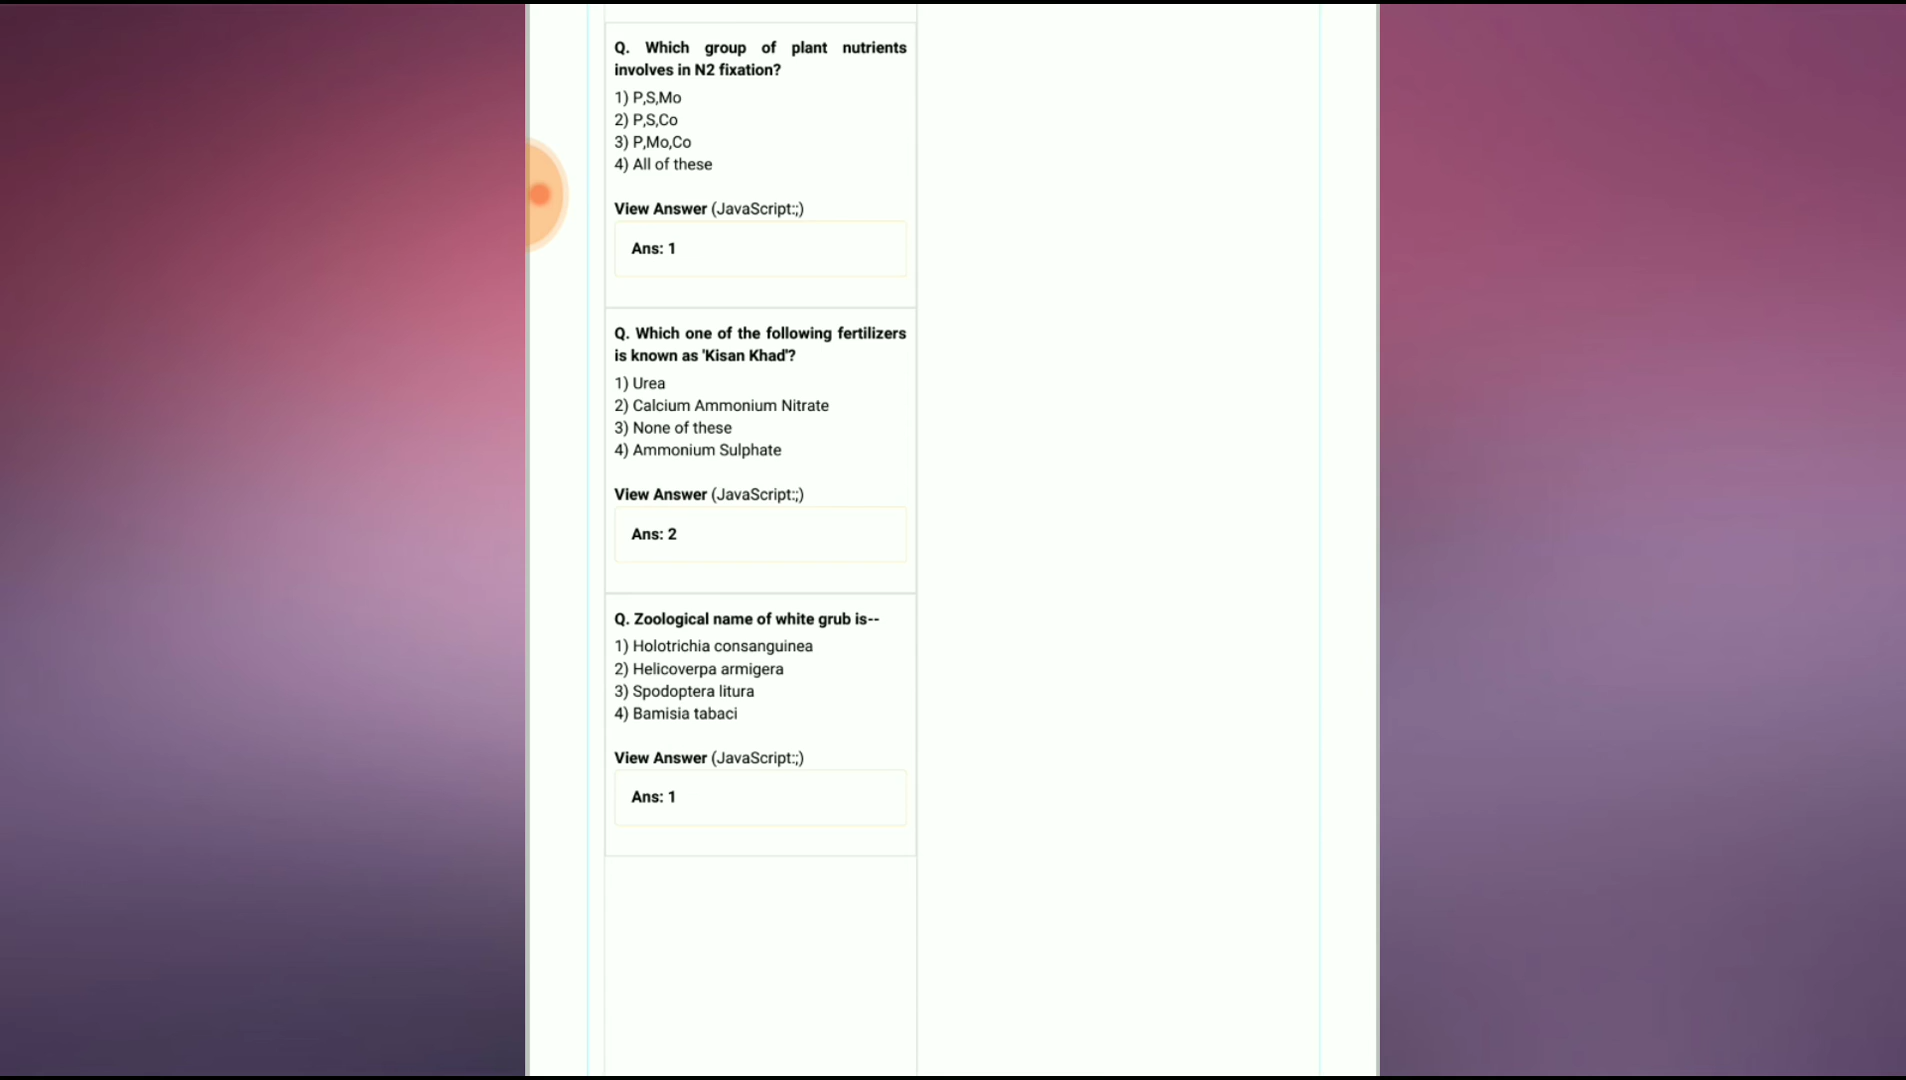 Q. Which group of plant nutrients
involves in N2 fixation?
1) P,S,Mo
2) P,S,Co
3) P,Mo,Co
4) All of these
View Answer (JavaScript:;)
Ans: 1
Q. Which one of the following fertilizers
is known as 'Kisan Khad'?
1) Urea
2) Calcium Ammonium Nitrate
3) None of these
4) Ammonium Sulphate
View Answer (JavaScript:;)
Ans: 2
Q. Zoological name of white grub is--
1) Holotrichia consanguinea
2) Helicoverpa armigera
3) Spodoptera litura
4) Bamisia tabaci
View Answer (JavaScript:;)
Ans: 1